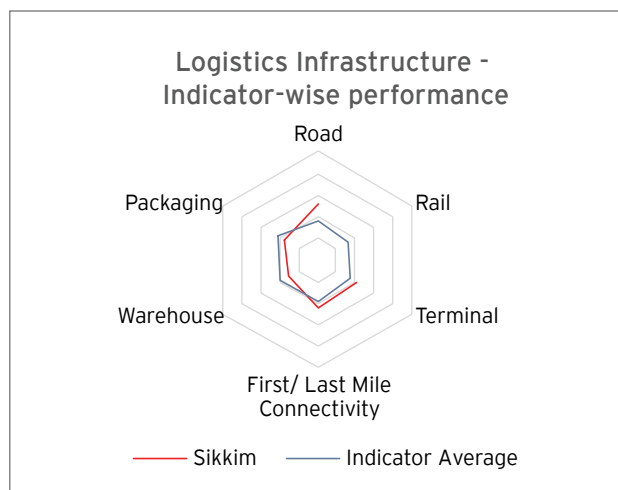 Logistics Infrastructure -
Indicator-wise performance
Road
Packaging
Rail
Warehouse
Terminal
First/ Last Mile
Connectivity
Sikkim
Indicator Average